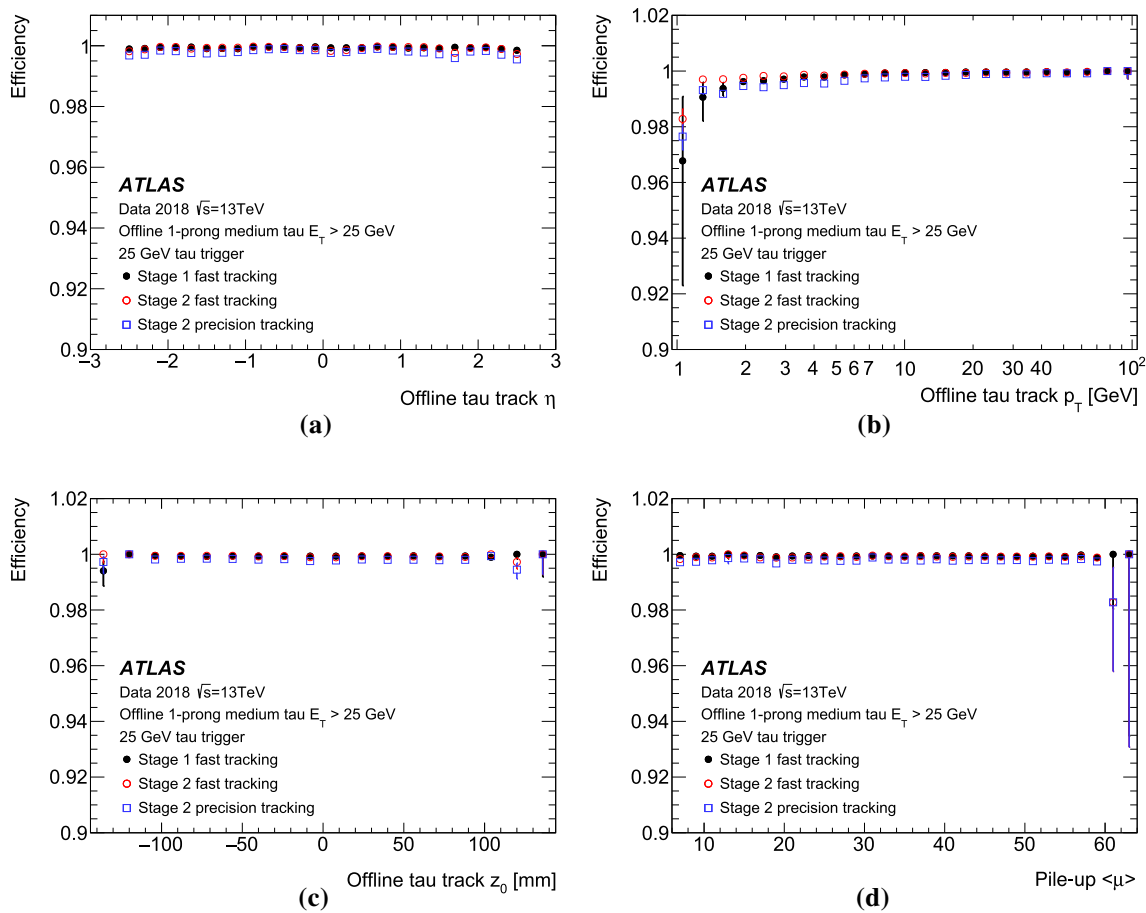 Efficiency
1
0.98
0.96
0.94
0.92
0.9
ATLAS
Data 2018 √s=13TeV
Offline 1-prong medium tau E_T > 25 GeV
25 GeV tau trigger
Stage 1 fast tracking
Stage 2 fast tracking
Stage 2 precision tracking
−3 −2 −1 0 1 2 3
Offline tau track η
(a)
Efficiency
1.02
1
0.98
0.96
0.94
0.92
0.9
ATLAS
Data 2018 √s=13TeV
Offline 1-prong medium tau E_T > 25 GeV
25 GeV tau trigger
Stage 1 fast tracking
Stage 2 fast tracking
Stage 2 precision tracking
1 2 3 4 5 6 7 10 20 30 40 10²
Offline tau track p_T [GeV]
(b)
Efficiency
1.02
1
0.98
0.96
0.94
0.92
0.9
ATLAS
Data 2018 √s=13TeV
Offline 1-prong medium tau E_T > 25 GeV
25 GeV tau trigger
Stage 1 fast tracking
Stage 2 fast tracking
Stage 2 precision tracking
−100 −50 0 50 100
Offline tau track z_0 [mm]
(c)
Efficiency
1.02
1
0.98
0.96
0.94
0.92
0.9
ATLAS
Data 2018 √s=13TeV
Offline 1-prong medium tau E_T > 25 GeV
25 GeV tau trigger
Stage 1 fast tracking
Stage 2 fast tracking
Stage 2 precision tracking
10 20 30 40 50 60
Pile-up <μ>
(d)